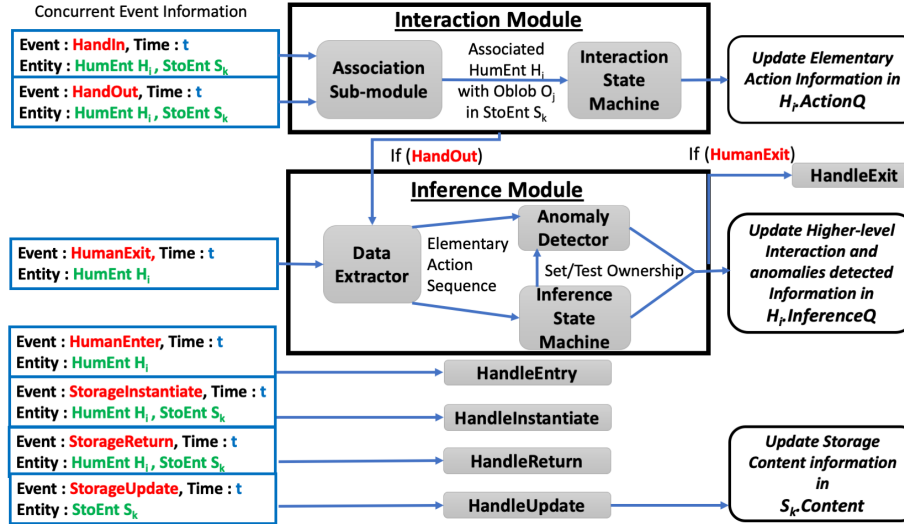 Concurrent Event Information
Event : HandIn, Time : t
Entity : HumEnt Hi , StoEnt Sk
Event : HandOut, Time : t
Entity : HumEnt Hi , StoEnt Sk
Interaction Module
Association
Sub-module
Associated
HumEnt Hi
with Oblob Oj
in StoEnt Sk
Interaction
State
Machine
Update Elementary
Action Information in
Hi.ActionQ
If (HandOut)
If (HumanExit)
HandleExit
Inference Module
Event : HumanExit, Time : t
Entity : HumEnt Hi
Data
Extractor
Elementary
Action
Sequence
Anomaly
Detector
Set/Test Ownership
Inference
State
Machine
Update Higher-level
Interaction and
anomalies detected
Information in
Hi.InferenceQ
Event : HumanEnter, Time : t
Entity : HumEnt Hi
HandleEntry
Event : StorageInstantiate, Time : t
Entity : HumEnt Hi , StoEnt Sk
HandleInstantiate
Event : StorageReturn, Time : t
Entity : HumEnt Hi , StoEnt Sk
HandleReturn
Event : StorageUpdate, Time : t
Entity : StoEnt Sk
HandleUpdate
Update Storage
Content information
in
Sk.Content